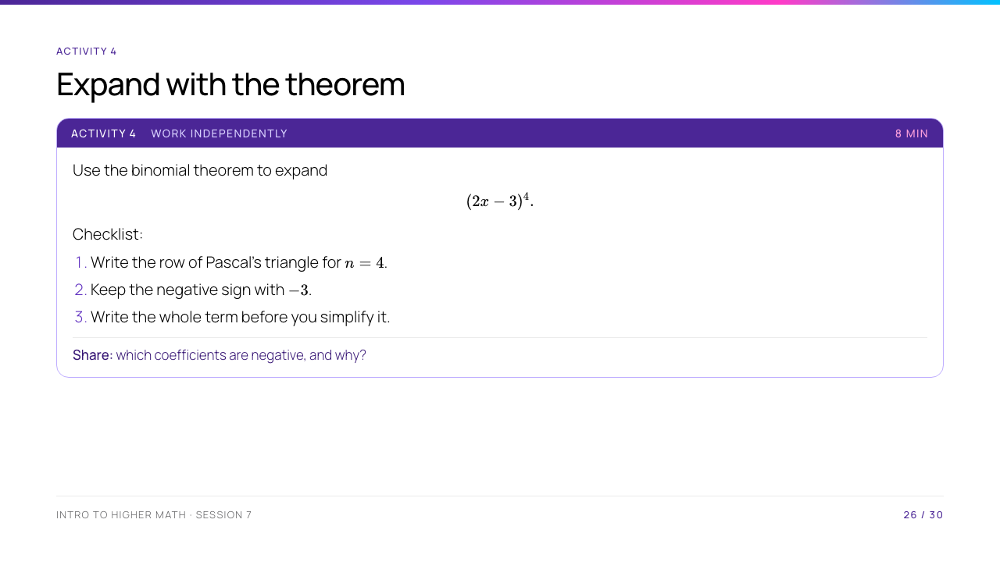 ACTIVITY 4
Expand with the theorem
ACTIVITY 4 WORK INDEPENDENTLY 8 MIN
Use the binomial theorem to expand
(2x − 3)⁴.
Checklist:
1. Write the row of Pascal's triangle for n = 4.
2. Keep the negative sign with −3.
3. Write the whole term before you simplify it.
Share: which coefficients are negative, and why?
INTRO TO HIGHER MATH · SESSION 7 26 / 30